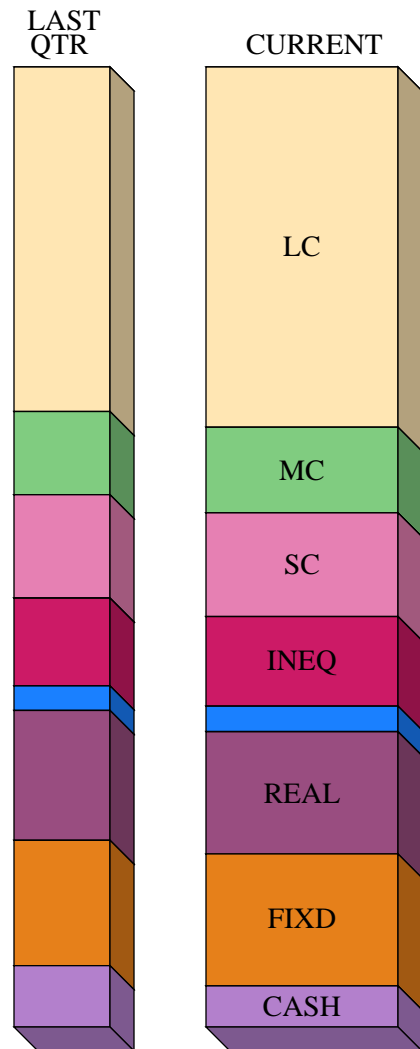 LAST
QTR
CURRENT
LC
MC
SC
INEQ
REAL
FIXD
CASH